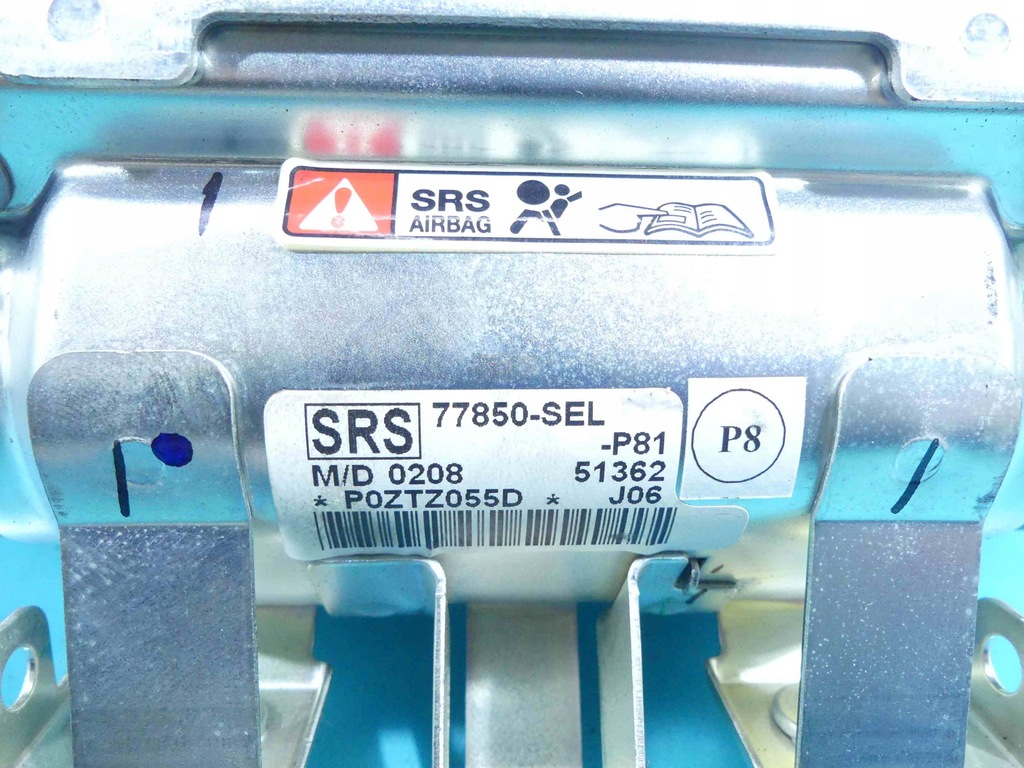 SRS
AIRBAG
SRS 77850-SEL
-P81
M/D 0208 51362
* P0ZTZ055D * J06
P8